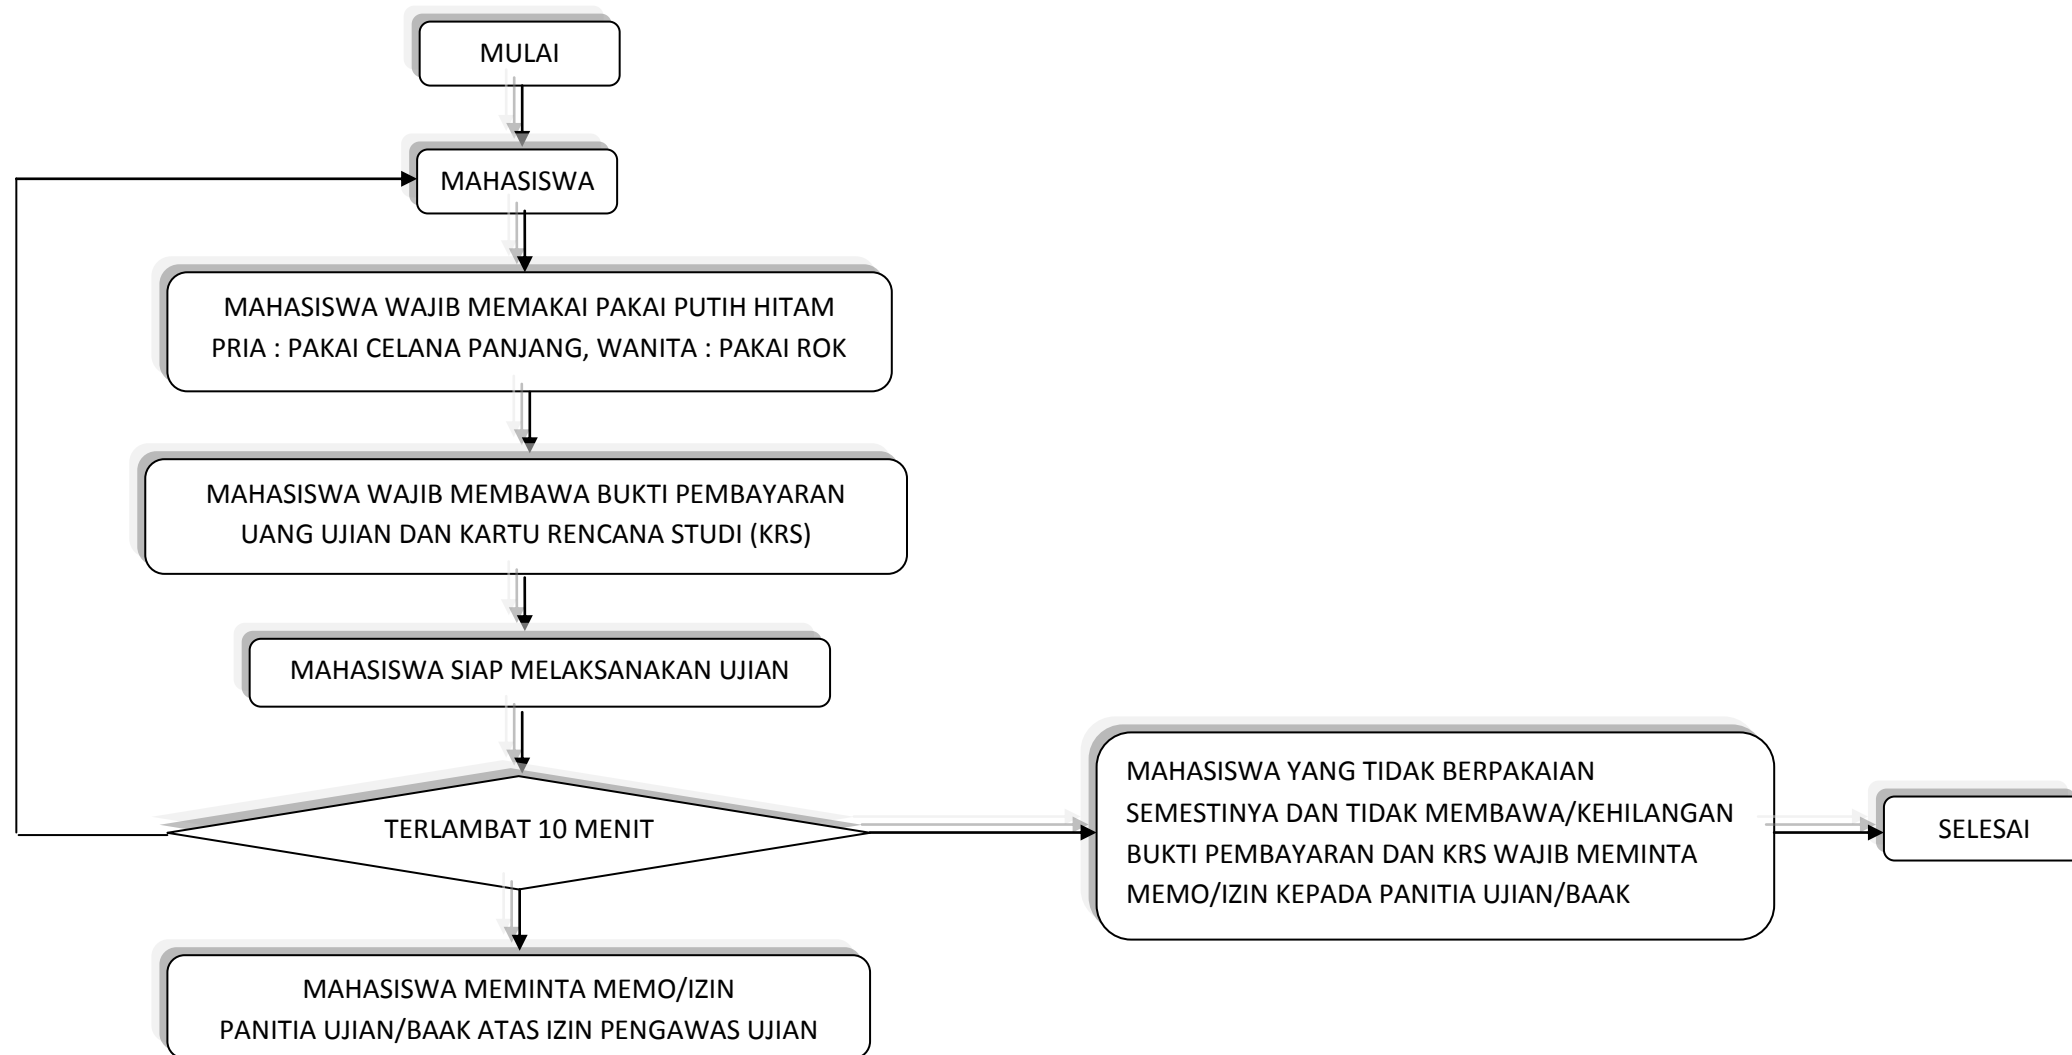 MULAI
MAHASISWA
MAHASISWA WAJIB MEMAKAI PAKAI PUTIH HITAM
PRIA : PAKAI CELANA PANJANG, WANITA : PAKAI ROK
MAHASISWA WAJIB MEMBAWA BUKTI PEMBAYARAN
UANG UJIAN DAN KARTU RENCANA STUDI (KRS)
MAHASISWA SIAP MELAKSANAKAN UJIAN
TERLAMBAT 10 MENIT
MAHASISWA YANG TIDAK BERPAKAIAN
SEMESTINYA DAN TIDAK MEMBAWA/KEHILANGAN
BUKTI PEMBAYARAN DAN KRS WAJIB MEMINTA
MEMO/IZIN KEPADA PANITIA UJIAN/BAAK
SELESAI
MAHASISWA MEMINTA MEMO/IZIN
PANITIA UJIAN/BAAK ATAS IZIN PENGAWAS UJIAN